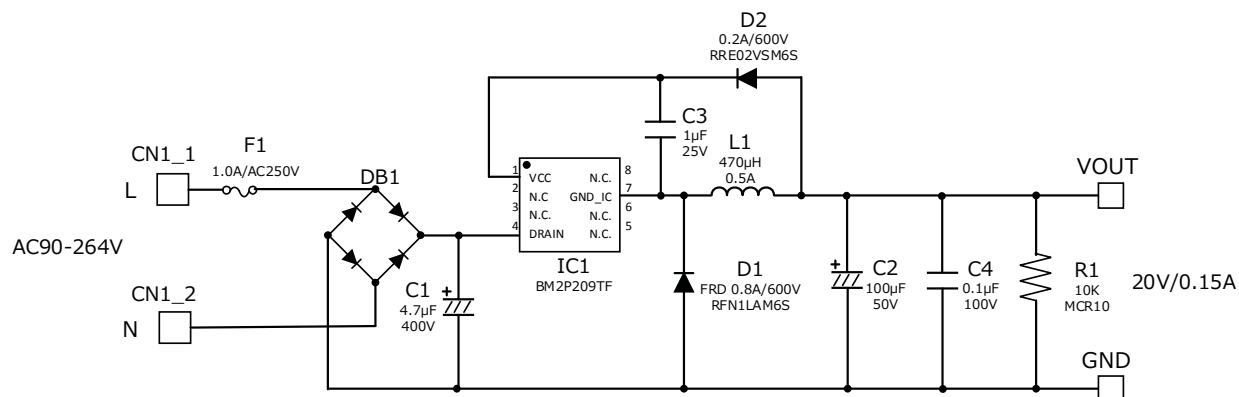 D2
0.2A/600V
RRE02VSM6S
C3
1µF
25V
L1
470µH
0.5A
F1
1.0A/AC250V
CN1_1
L
DB1
1 VCC N.C. 8
2 N.C GND_IC 7
3 N.C. N.C. 6
4 DRAIN N.C. 5
IC1
BM2P209TF
VOUT
AC90-264V
CN1_2
N
C1
4.7µF
400V
D1
FRD 0.8A/600V
RFN1LAM6S
C2
100µF
50V
C4
0.1µF
100V
R1
10K
MCR10
20V/0.15A
GND